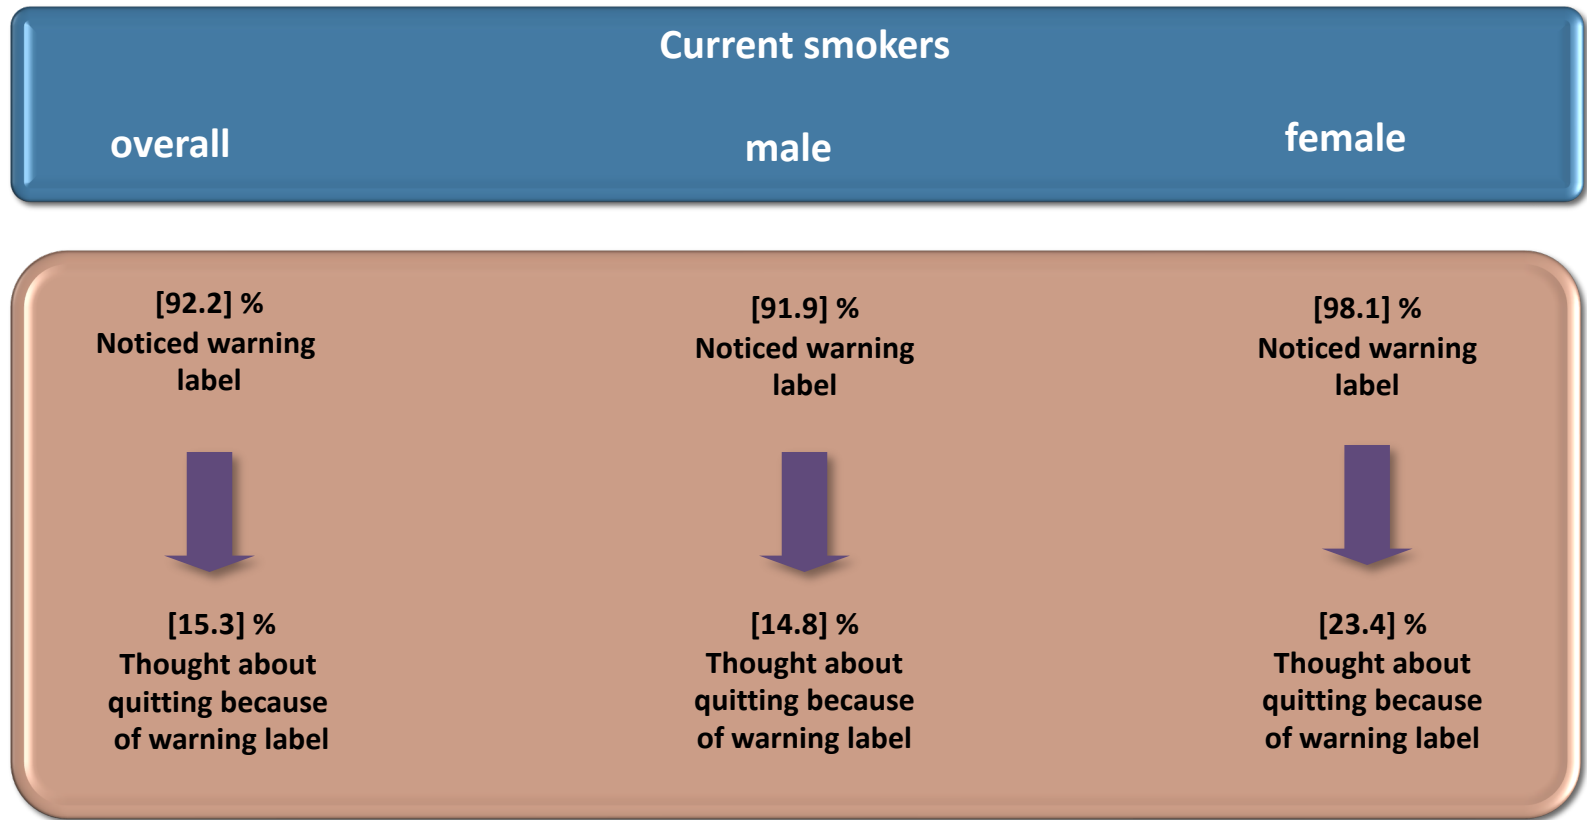 Current smokers
overall
male
female
[92.2] %
Noticed warning
label
[15.3] %
Thought about
quitting because
of warning label
[91.9] %
Noticed warning
label
[14.8] %
Thought about
quitting because
of warning label
[98.1] %
Noticed warning
label
[23.4] %
Thought about
quitting because
of warning label